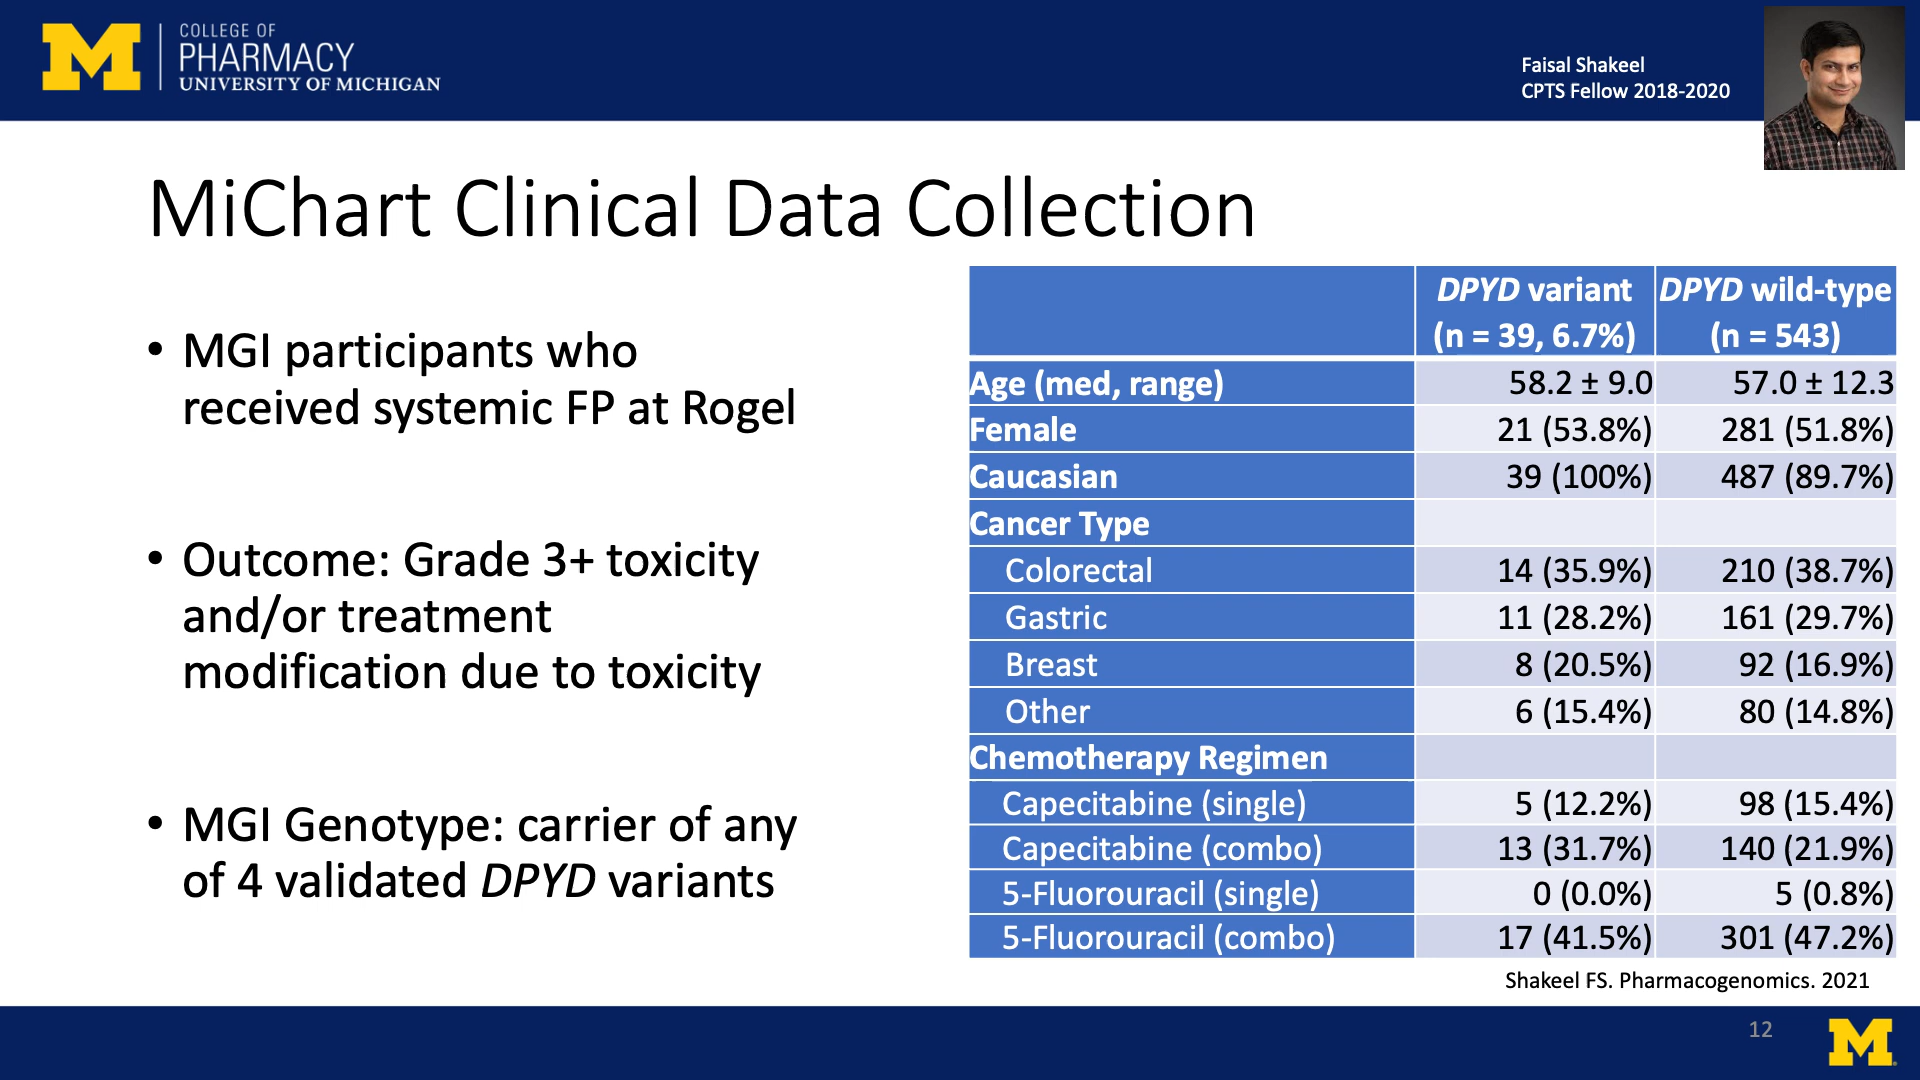 COLLEGE OF
PHARMACY
UNIVERSITY OF MICHIGAN
Faisal Shakeel
CPTS Fellow 2018-2020
MiChart Clinical Data Collection
• MGI participants who
received systemic FP at Rogel
• Outcome: Grade 3+ toxicity
and/or treatment
modification due to toxicity
• MGI Genotype: carrier of any
of 4 validated DPYD variants
DPYD variant DPYD wild-type
(n = 39, 6.7%) (n = 543)
Age (med, range) 58.2 ± 9.0 57.0 ± 12.3
Female 21 (53.8%) 281 (51.8%)
Caucasian 39 (100%) 487 (89.7%)
Cancer Type
Colorectal 14 (35.9%) 210 (38.7%)
Gastric 11 (28.2%) 161 (29.7%)
Breast 8 (20.5%) 92 (16.9%)
Other 6 (15.4%) 80 (14.8%)
Chemotherapy Regimen
Capecitabine (single) 5 (12.2%) 98 (15.4%)
Capecitabine (combo) 13 (31.7%) 140 (21.9%)
5-Fluorouracil (single) 0 (0.0%) 5 (0.8%)
5-Fluorouracil (combo) 17 (41.5%) 301 (47.2%)
Shakeel FS. Pharmacogenomics. 2021
12